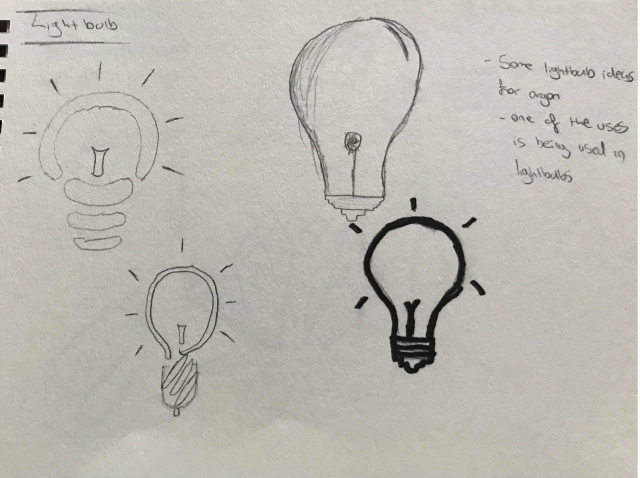 Lightbulb
- Some lightbulb ideas
for argon
- one of the uses
is being used in
lightbulbs